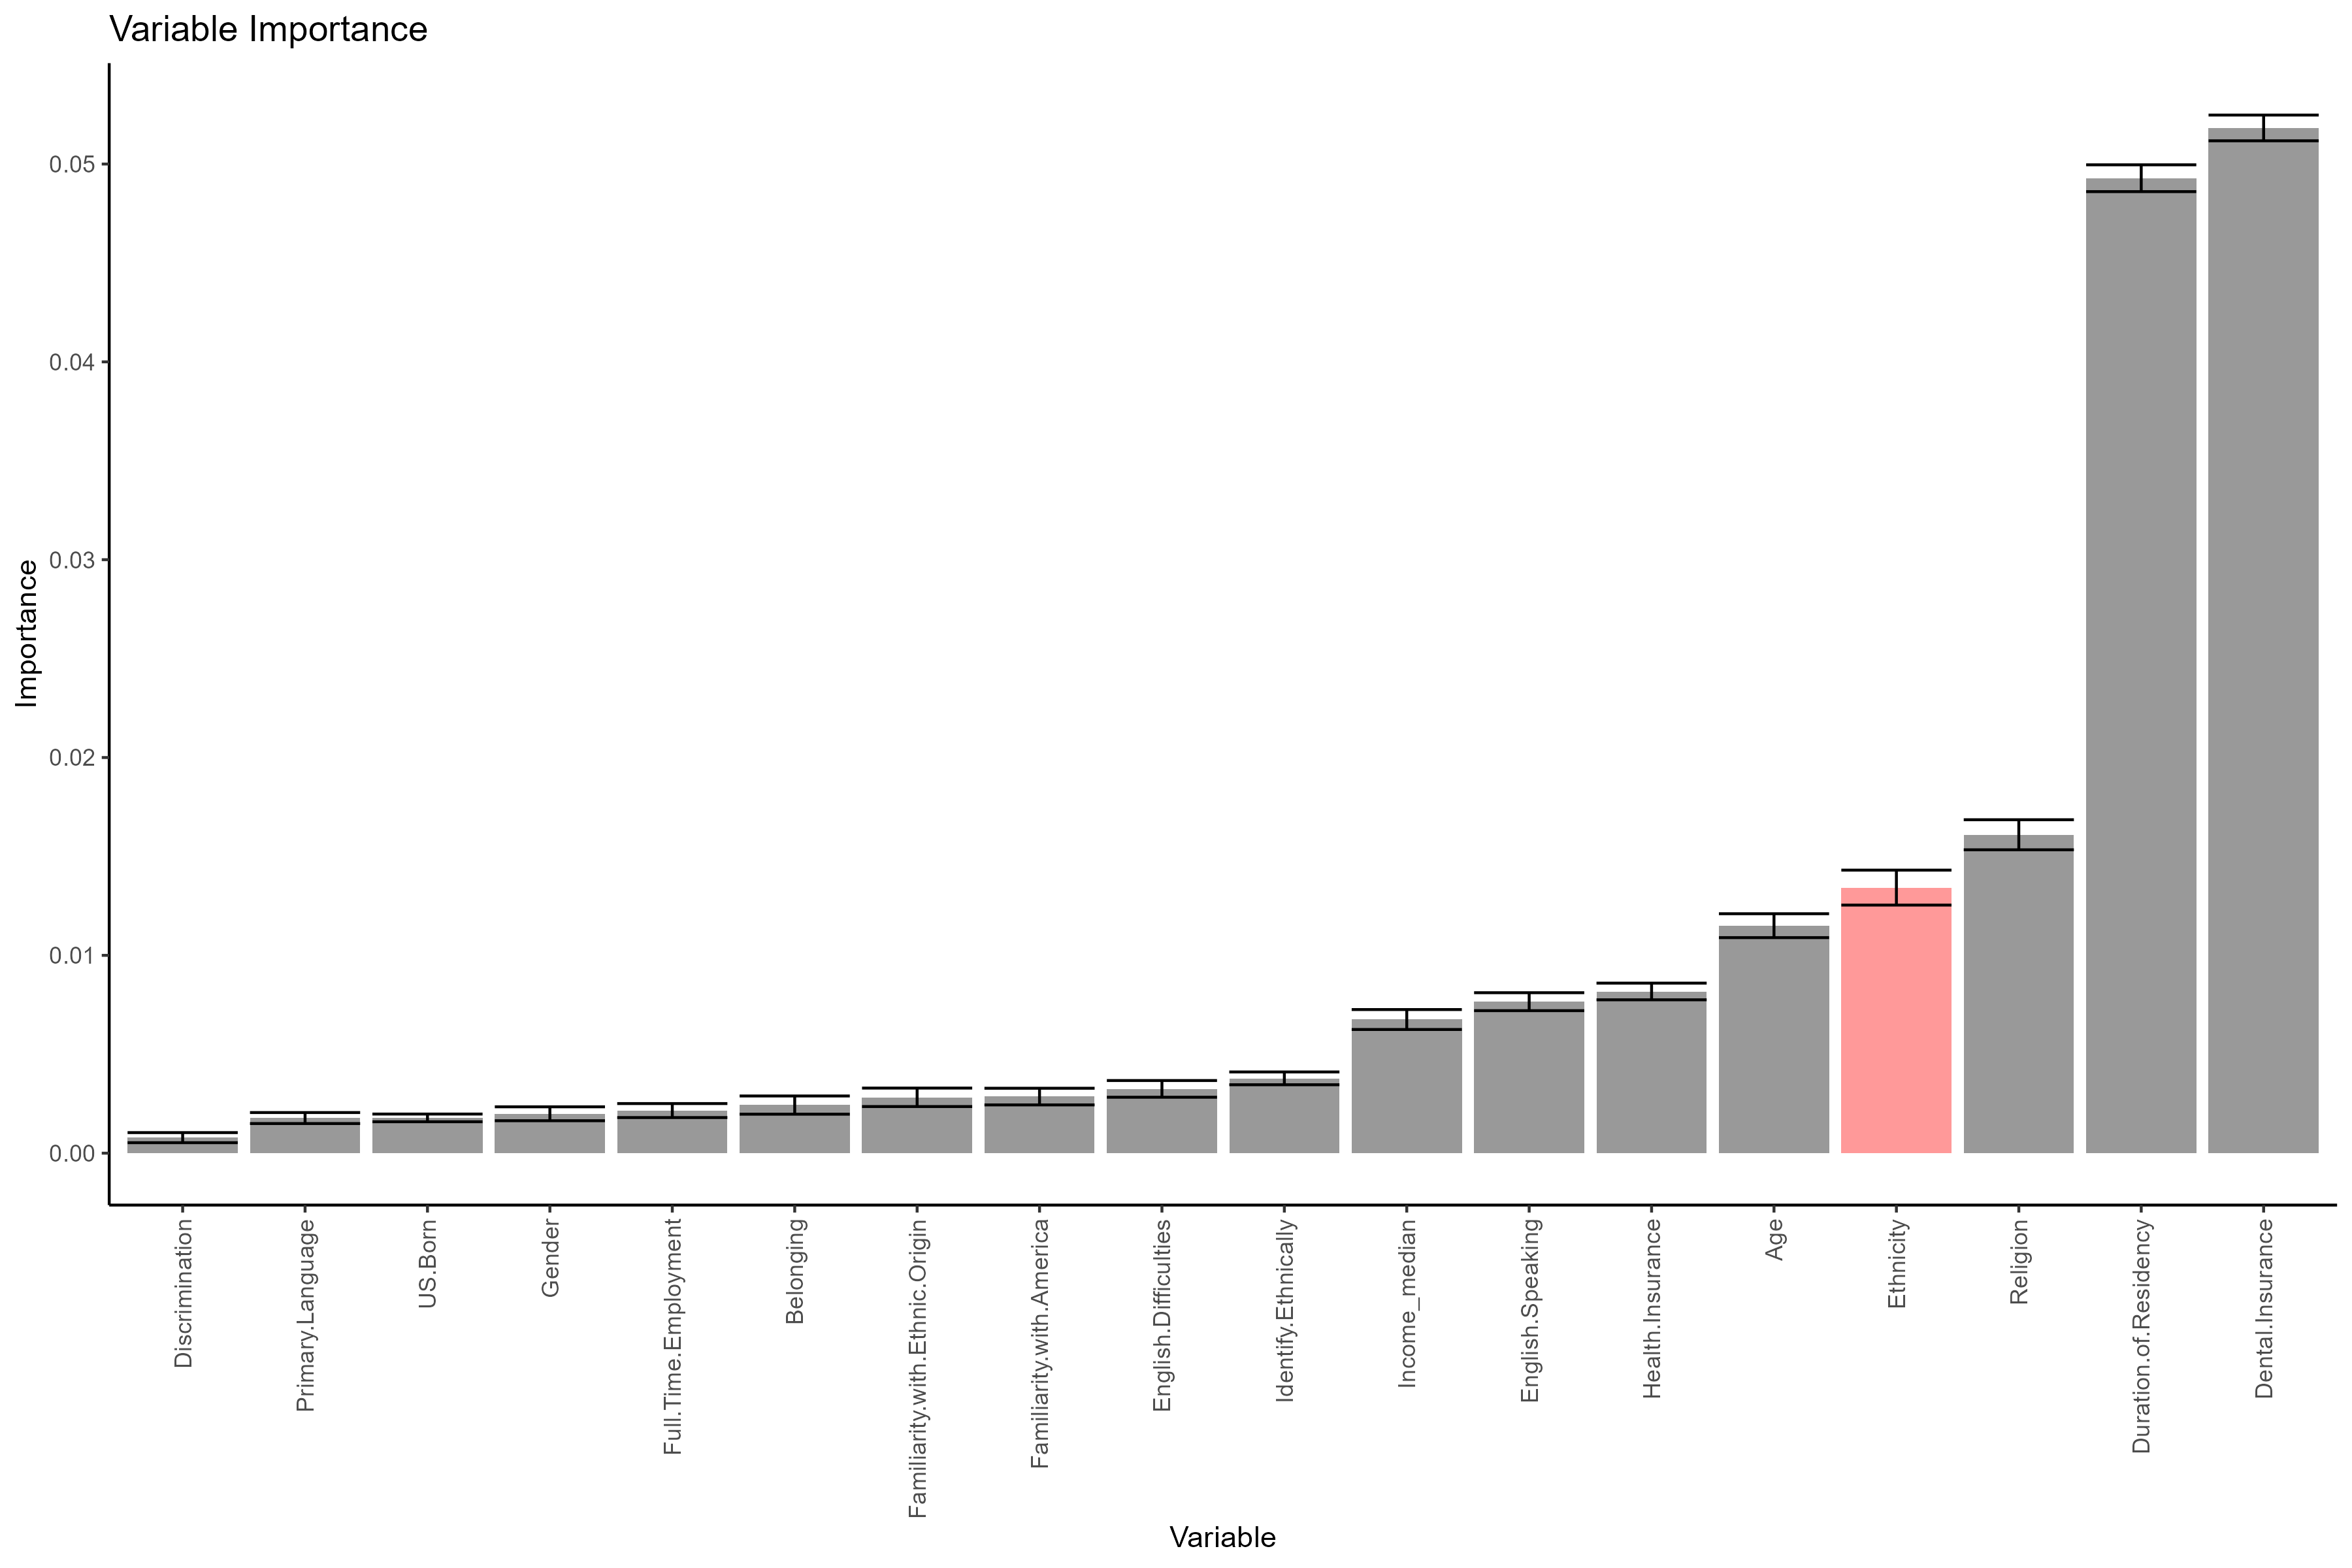 Variable Importance
Importance
0.05
0.04
0.03
0.02
0.01
0.00
Discrimination
Primary.Language
US.Born
Gender
Full.Time.Employment
Belonging
Familiarity.with.Ethnic.Origin
Familiarity.with.America
English.Difficulties
Identify.Ethnically
Income_median
English.Speaking
Health.Insurance
Age
Ethnicity
Religion
Duration.of.Residency
Dental.Insurance
Variable